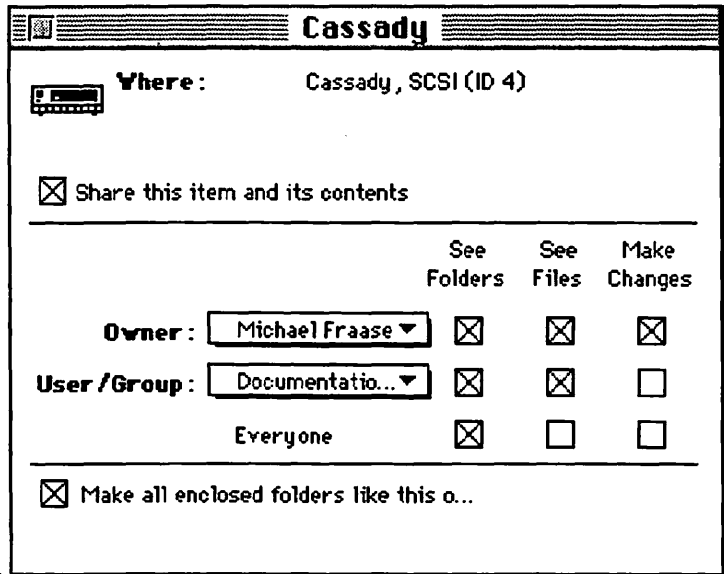 Cassady
Where: Cassady, SCSI (ID 4)
Share this item and its contents
See See Make
Folders Files Changes
Owner: Michael Fraase
User/Group: Documentatio...
Everyone
Make all enclosed folders like this o...